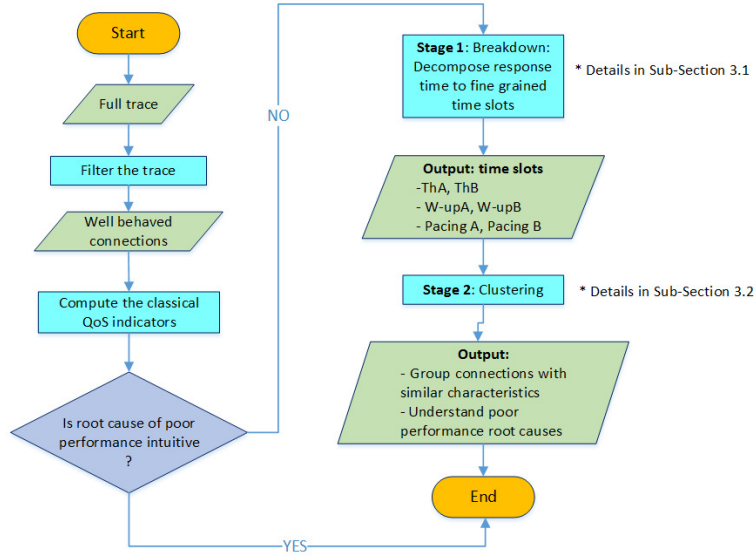 Start
Full trace
Filter the trace
Well behaved
connections
Compute the classical
QoS indicators
Is root cause of poor
performance intuitive
?
NO
YES
Stage 1: Breakdown:
Decompose response
time to fine grained
time slots
* Details in Sub-Section 3.1
Output: time slots
-ThA, ThB
- W-upA, W-upB
- Pacing A, Pacing B
Stage 2: Clustering
* Details in Sub-Section 3.2
Output:
- Group connections with
similar characteristics
- Understand poor
performance root causes
End